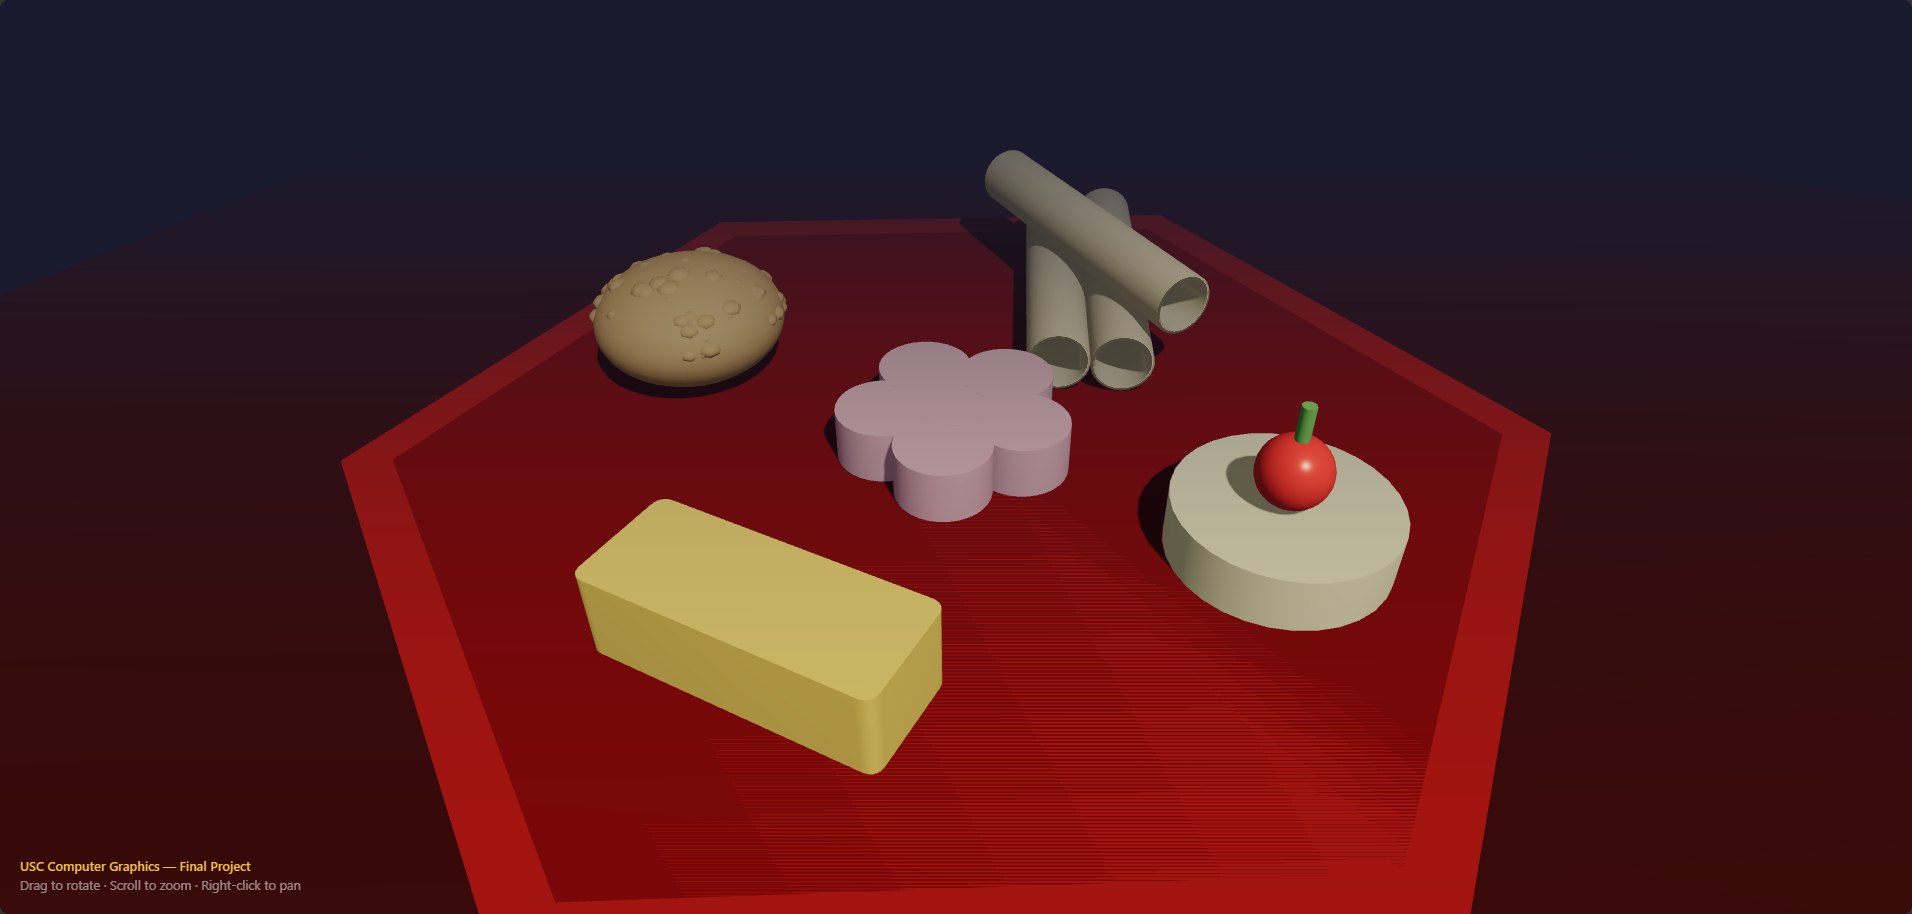 USC Computer Graphics — Final Project
Drag to rotate · Scroll to zoom · Right-click to pan